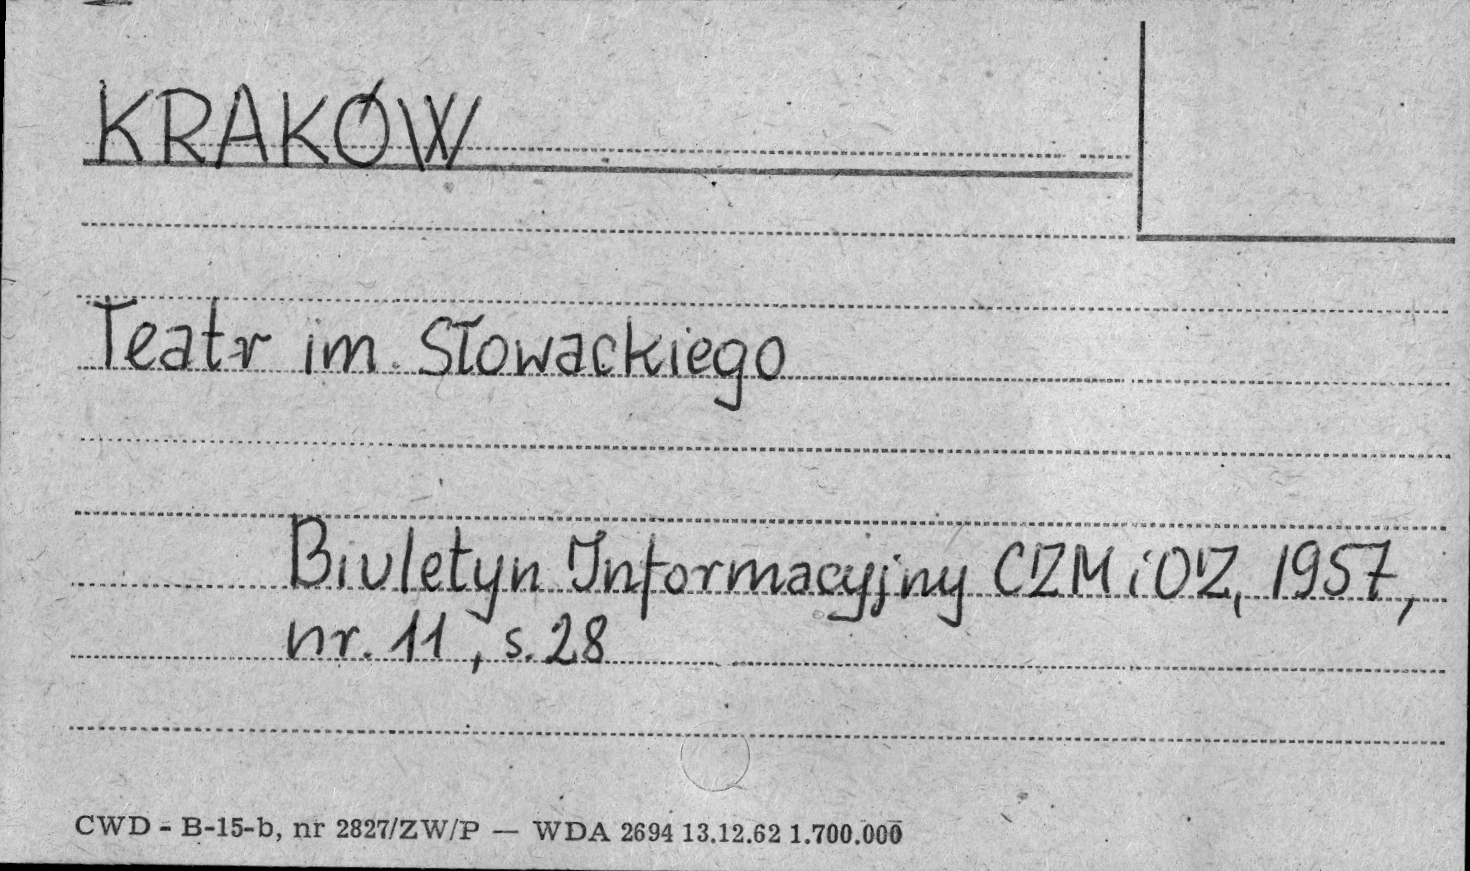 KRAKÓW
Teatr im. Słowackiego
Biuletyn Informacyjny CZM i OZ, 1957,
nr. 11, s. 28
CWD - B-15-b, nr 2827/ZW/P — WDA 2694 13.12.62 1.700.000